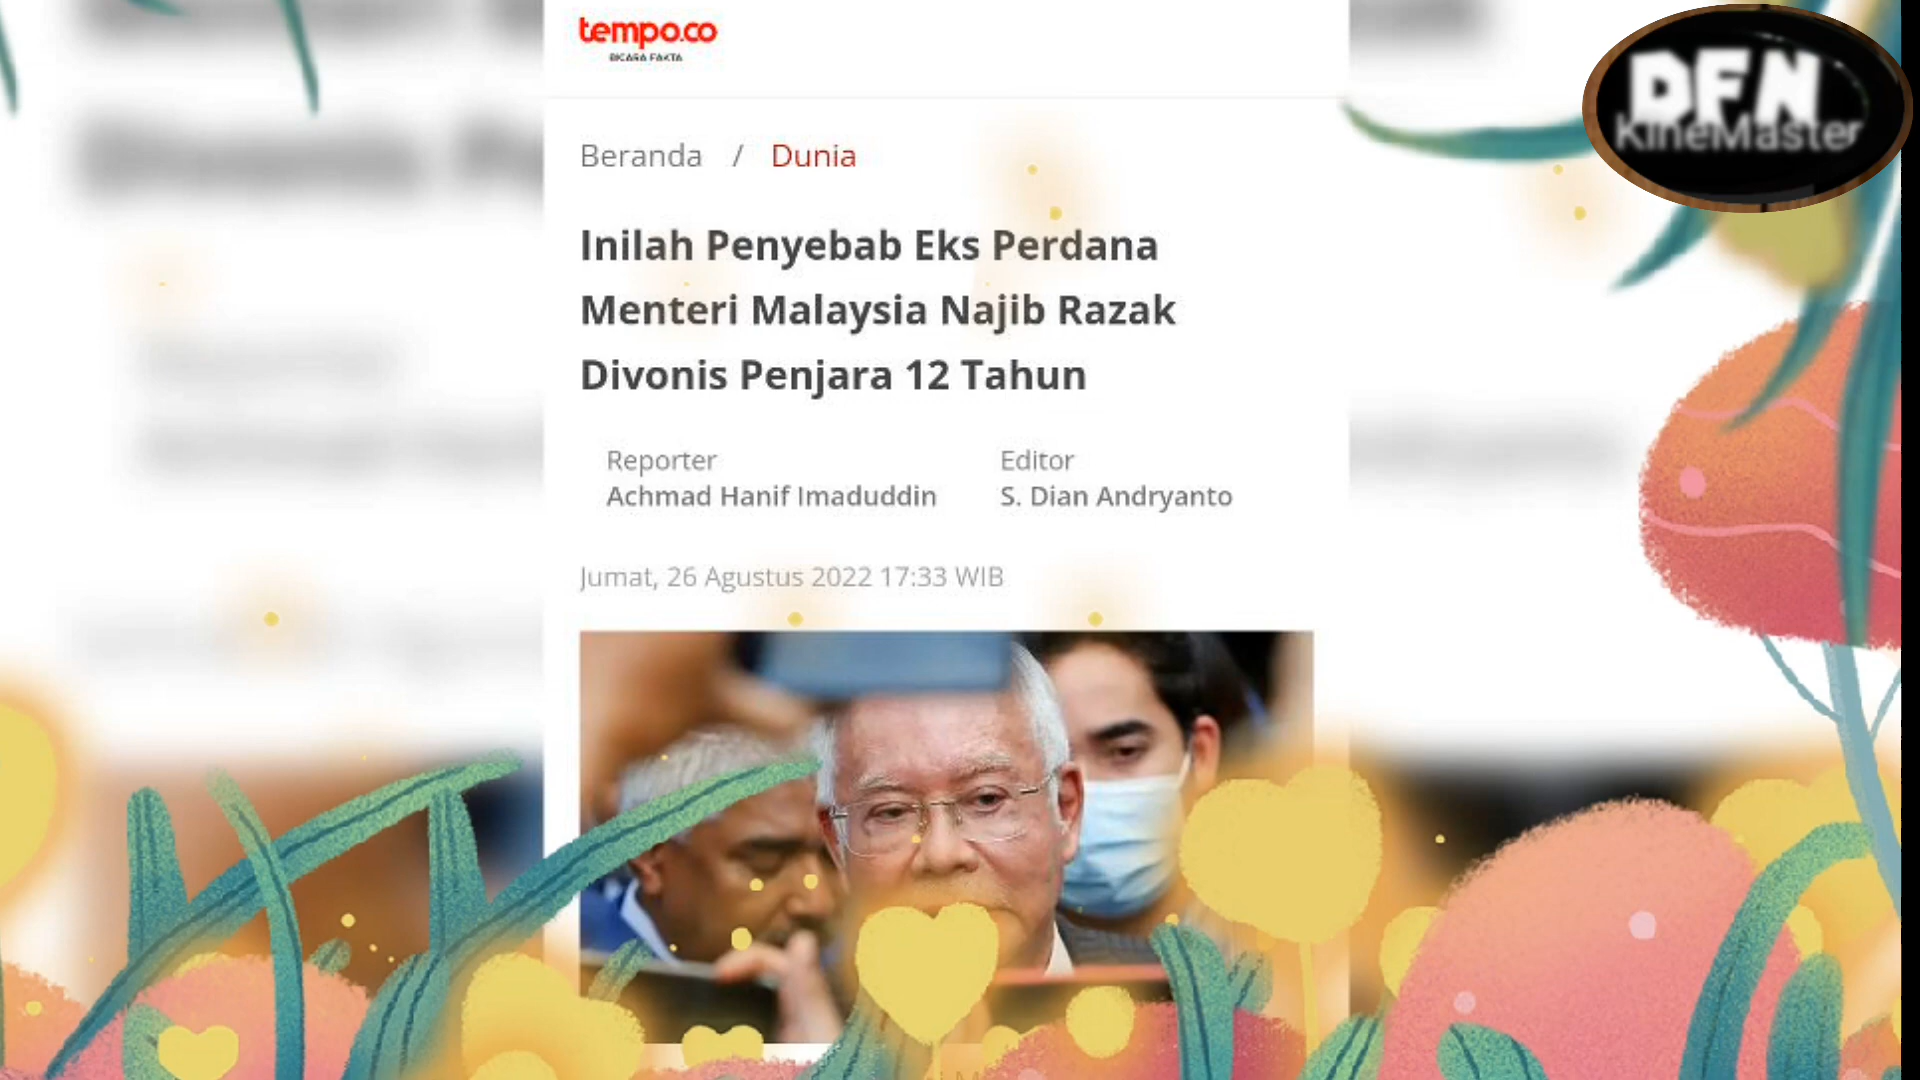 tempo.co
BICARA FAKTA
DFN
KineMaster
Beranda / Dunia
Inilah Penyebab Eks Perdana
Menteri Malaysia Najib Razak
Divonis Penjara 12 Tahun
Reporter Editor
Achmad Hanif Imaduddin S. Dian Andryanto
Jumat, 26 Agustus 2022 17:33 WIB